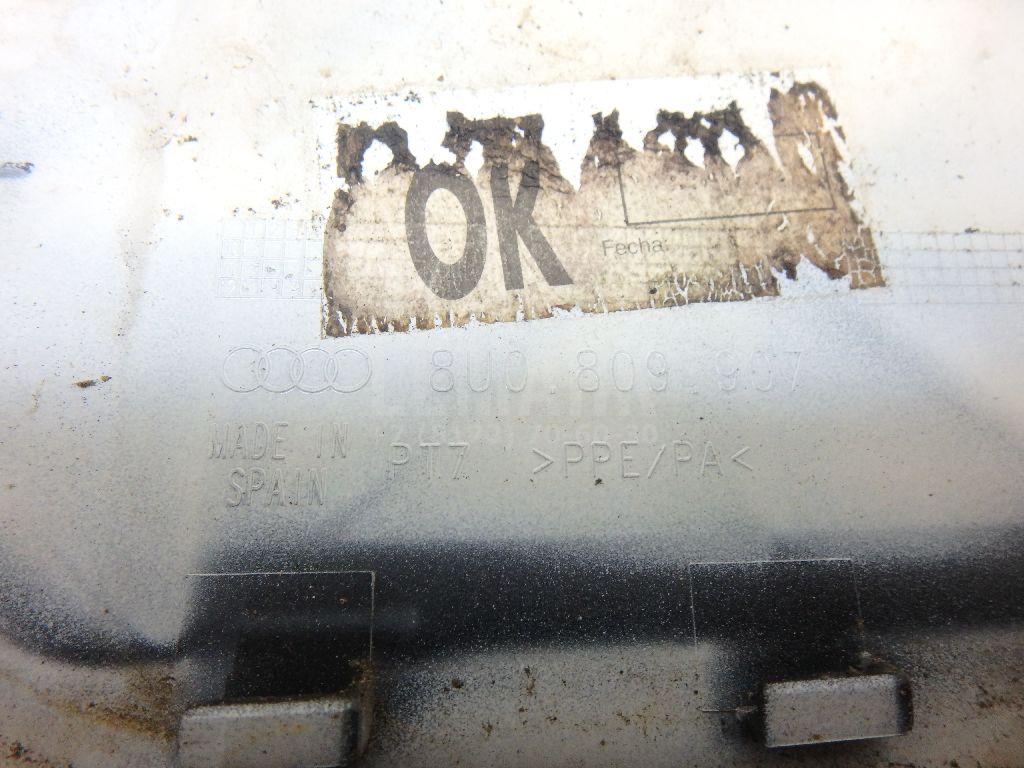 OK
Fecha:
8U0.809.907
MADE IN
SPAIN
PTZ >PPE/PA<